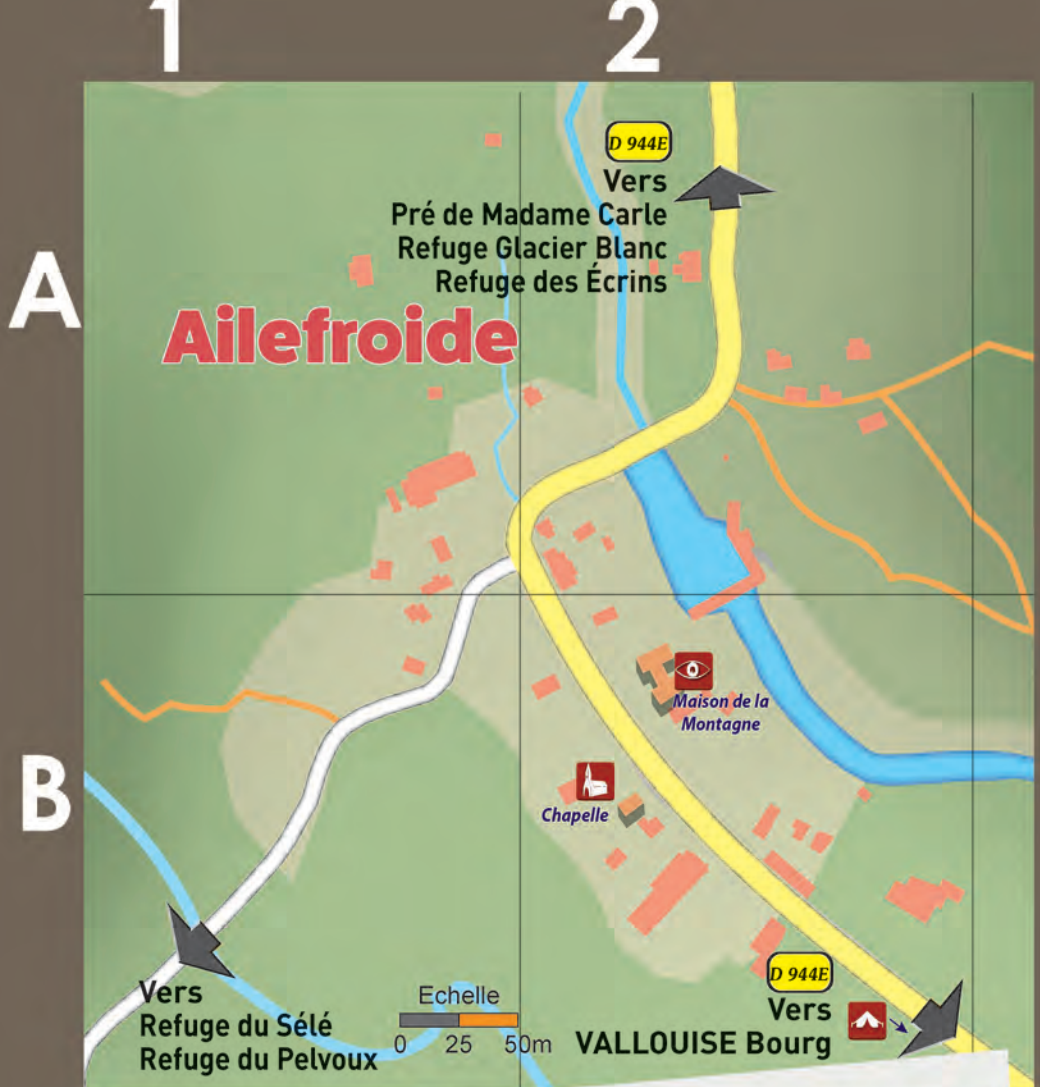 1 2
A
D 944E
Vers
Pré de Madame Carle
Refuge Glacier Blanc
Refuge des Écrins
Ailefroide
B
Maison de la
Montagne
Chapelle
Vers
Refuge du Sélé
Refuge du Pelvoux
Echelle
0 25 50m
D 944E
Vers
VALLOUISE Bourg